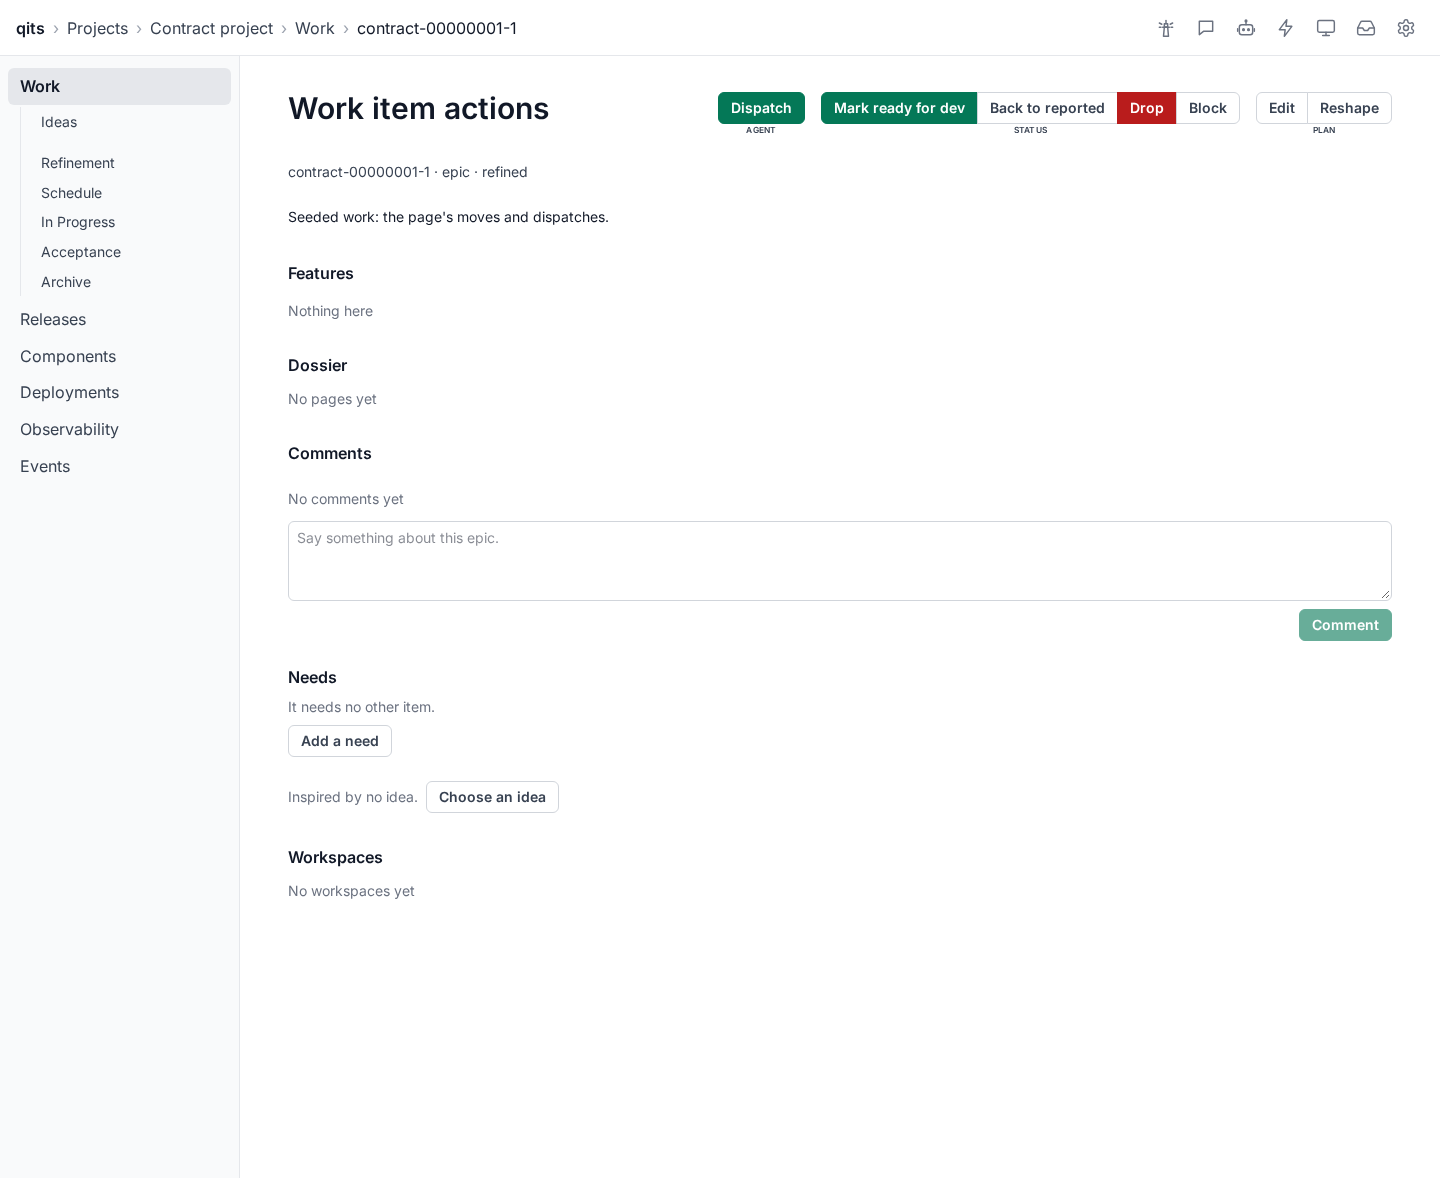 qits › Projects › Contract project › Work › contract-00000001-1
Work
Ideas
Refinement
Schedule
In Progress
Acceptance
Archive
Releases
Components
Deployments
Observability
Events
Work item actions
Dispatch
AGENT
Mark ready for dev Back to reported Drop Block
STATUS
Edit Reshape
PLAN
contract-00000001-1 · epic · refined
Seeded work: the page's moves and dispatches.
Features
Nothing here
Dossier
No pages yet
Comments
No comments yet
Say something about this epic.
Comment
Needs
It needs no other item.
Add a need
Inspired by no idea. Choose an idea
Workspaces
No workspaces yet